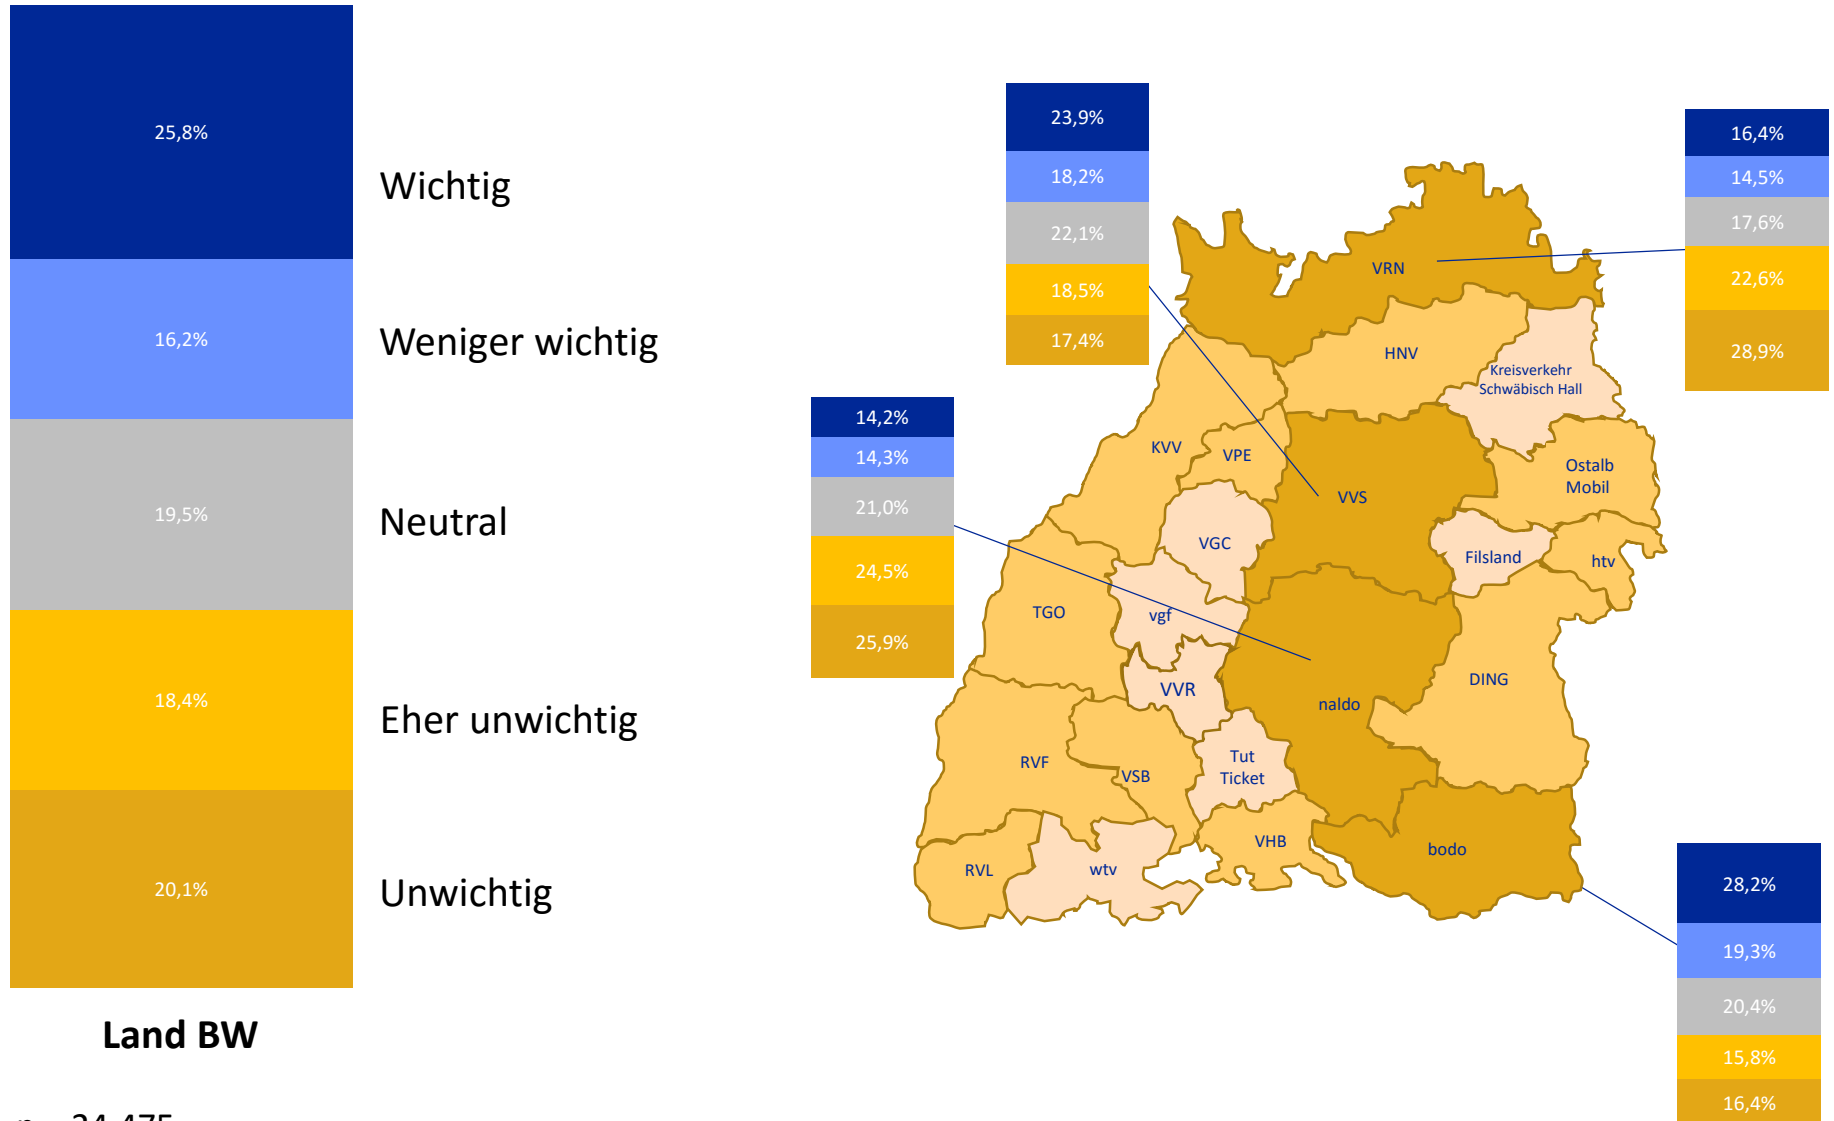 25,8%
16,2%
19,5%
18,4%
20,1%
Wichtig
Weniger wichtig
Neutral
Eher unwichtig
Unwichtig
Land BW
23,9%
18,2%
22,1%
18,5%
17,4%
16,4%
14,5%
17,6%
22,6%
28,9%
14,2%
14,3%
21,0%
24,5%
25,9%
28,2%
19,3%
20,4%
15,8%
16,4%
VRN
HNV
Kreisverkehr
Schwäbisch Hall
KVV
VPE
VVS
Ostalb
Mobil
VGC
Filsland
htv
TGO
vgf
VVR
naldo
DING
RVF
VSB
Tut
Ticket
RVL
wtv
VHB
bodo